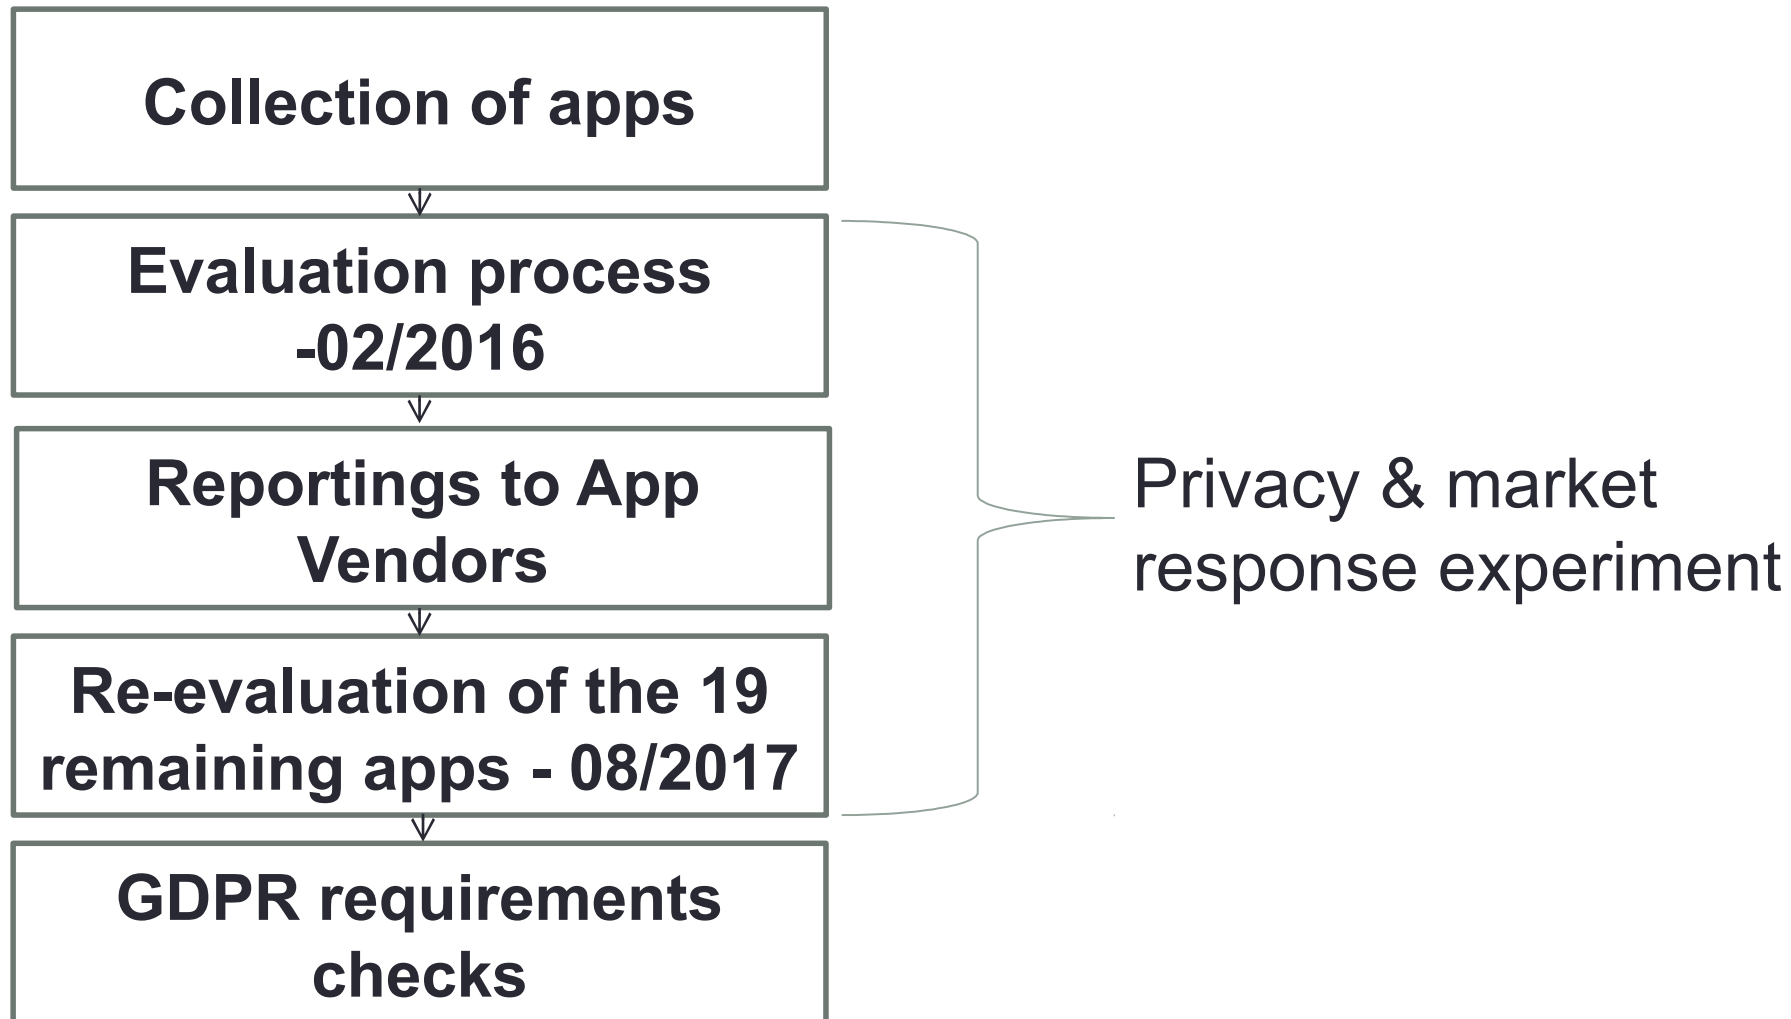 Collection of apps
Evaluation process
-02/2016
Reportings to App
Vendors
Re-evaluation of the 19
remaining apps - 08/2017
GDPR requirements
checks
Privacy & market
response experiment